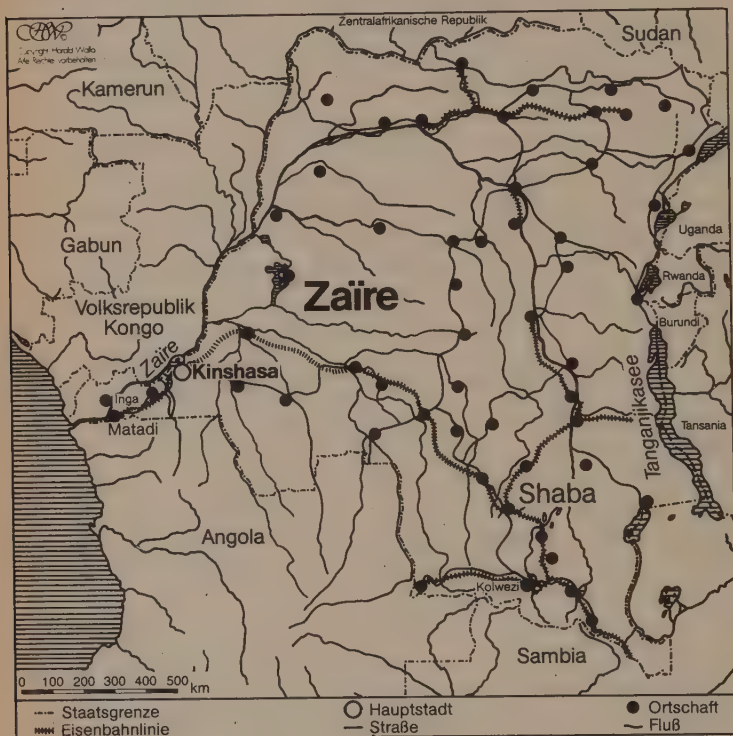 Copyright Harald Walla
Alle Rechte vorbehalten
Zentralafrikanische Republik
Sudan
Kamerun
Gabun
Uganda
Rwanda
Zaïre
Volksrepublik
Kongo
Burundi
Zaïre
Kinshasa
Inga
Matadi
Tanganjikasee
Tansania
Shaba
Angola
Kolwezi
Sambia
0 100 200 300 400 500 km
Staatsgrenze
Hauptstadt
Ortschaft
Eisenbahnlinie
Straße
Fluß